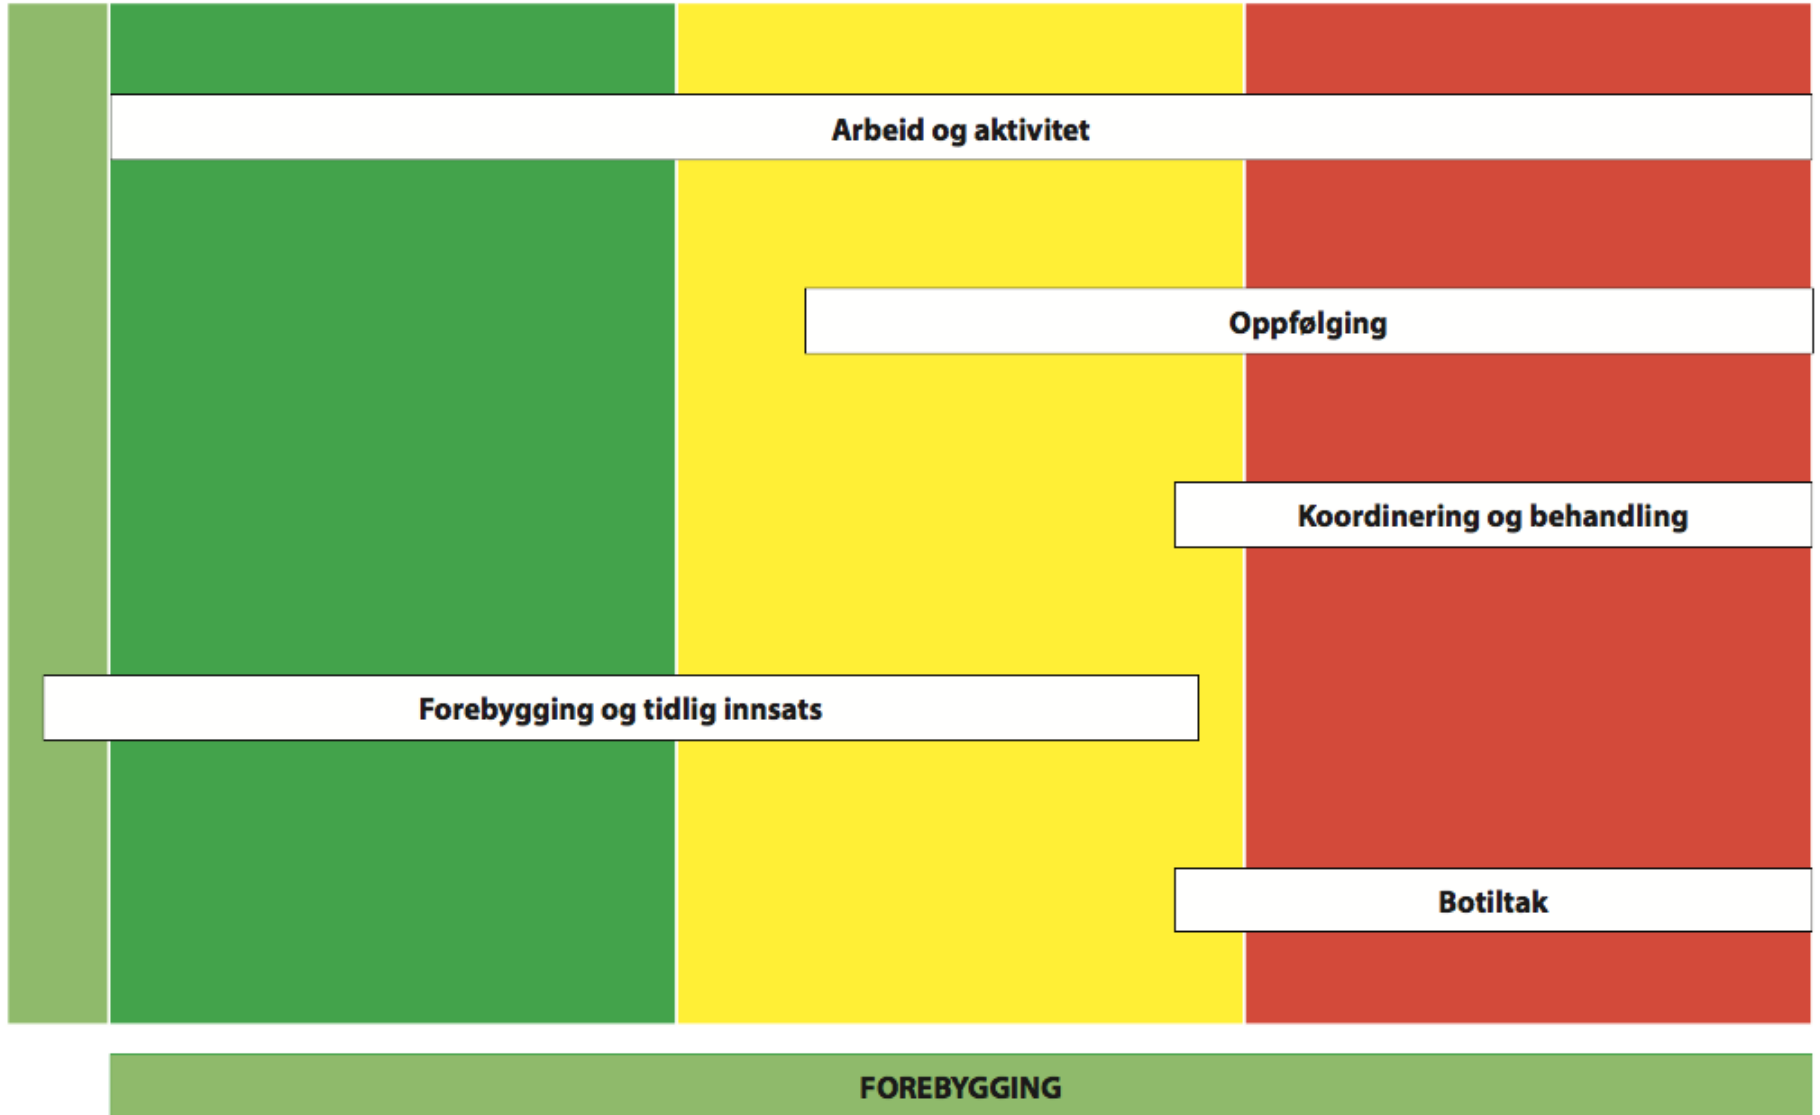 Arbeid og aktivitet
Oppfølging
Koordinering og behandling
Forebygging og tidlig innsats
Botiltak
FOREBYGGING